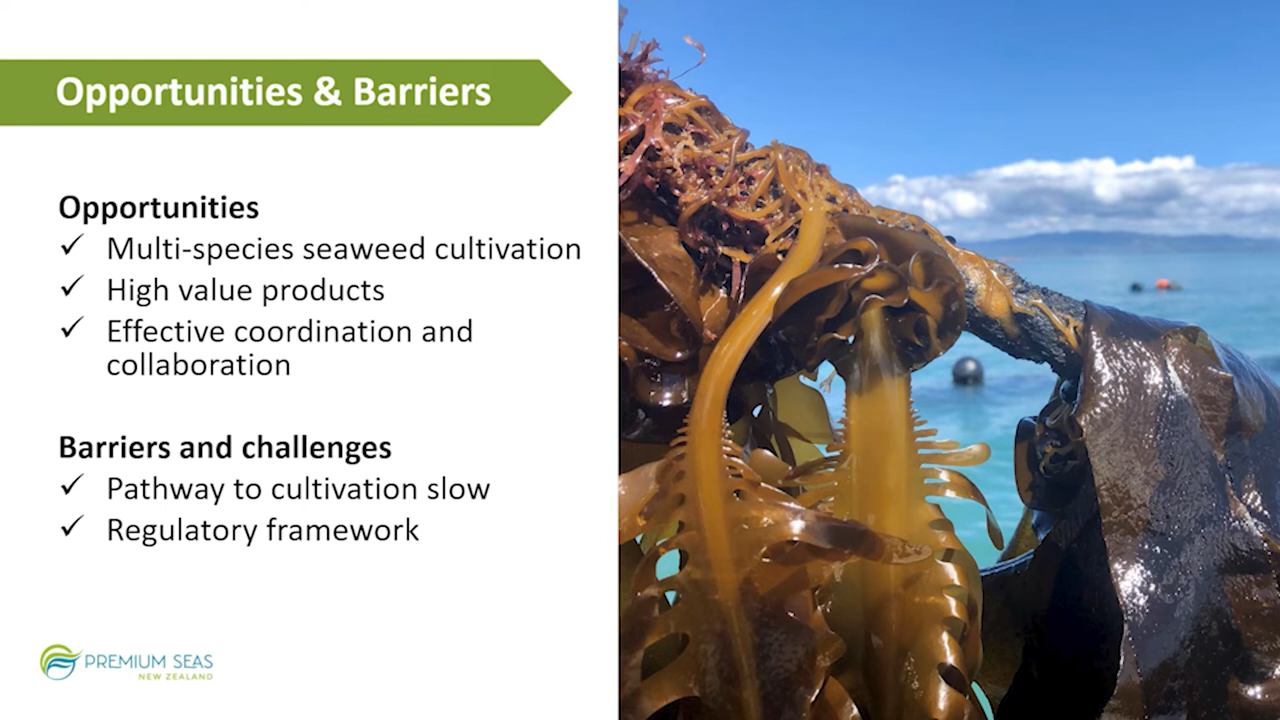 Opportunities & Barriers
Opportunities
✓ Multi-species seaweed cultivation
✓ High value products
✓ Effective coordination and
collaboration
Barriers and challenges
✓ Pathway to cultivation slow
✓ Regulatory framework
PREMIUM SEAS
NEW ZEALAND